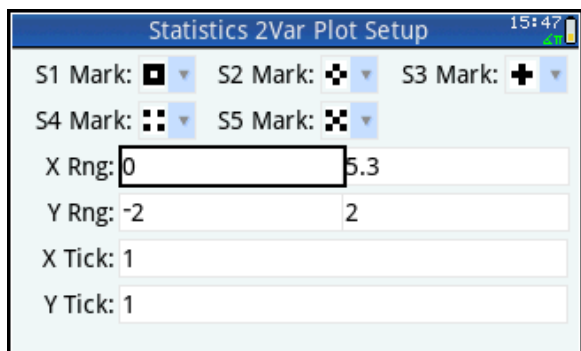 Statistics 2Var Plot Setup 15:47
∠π
S1 Mark: S2 Mark: S3 Mark:
S4 Mark: S5 Mark:
X Rng: 0 5.3
Y Rng: -2 2
X Tick: 1
Y Tick: 1